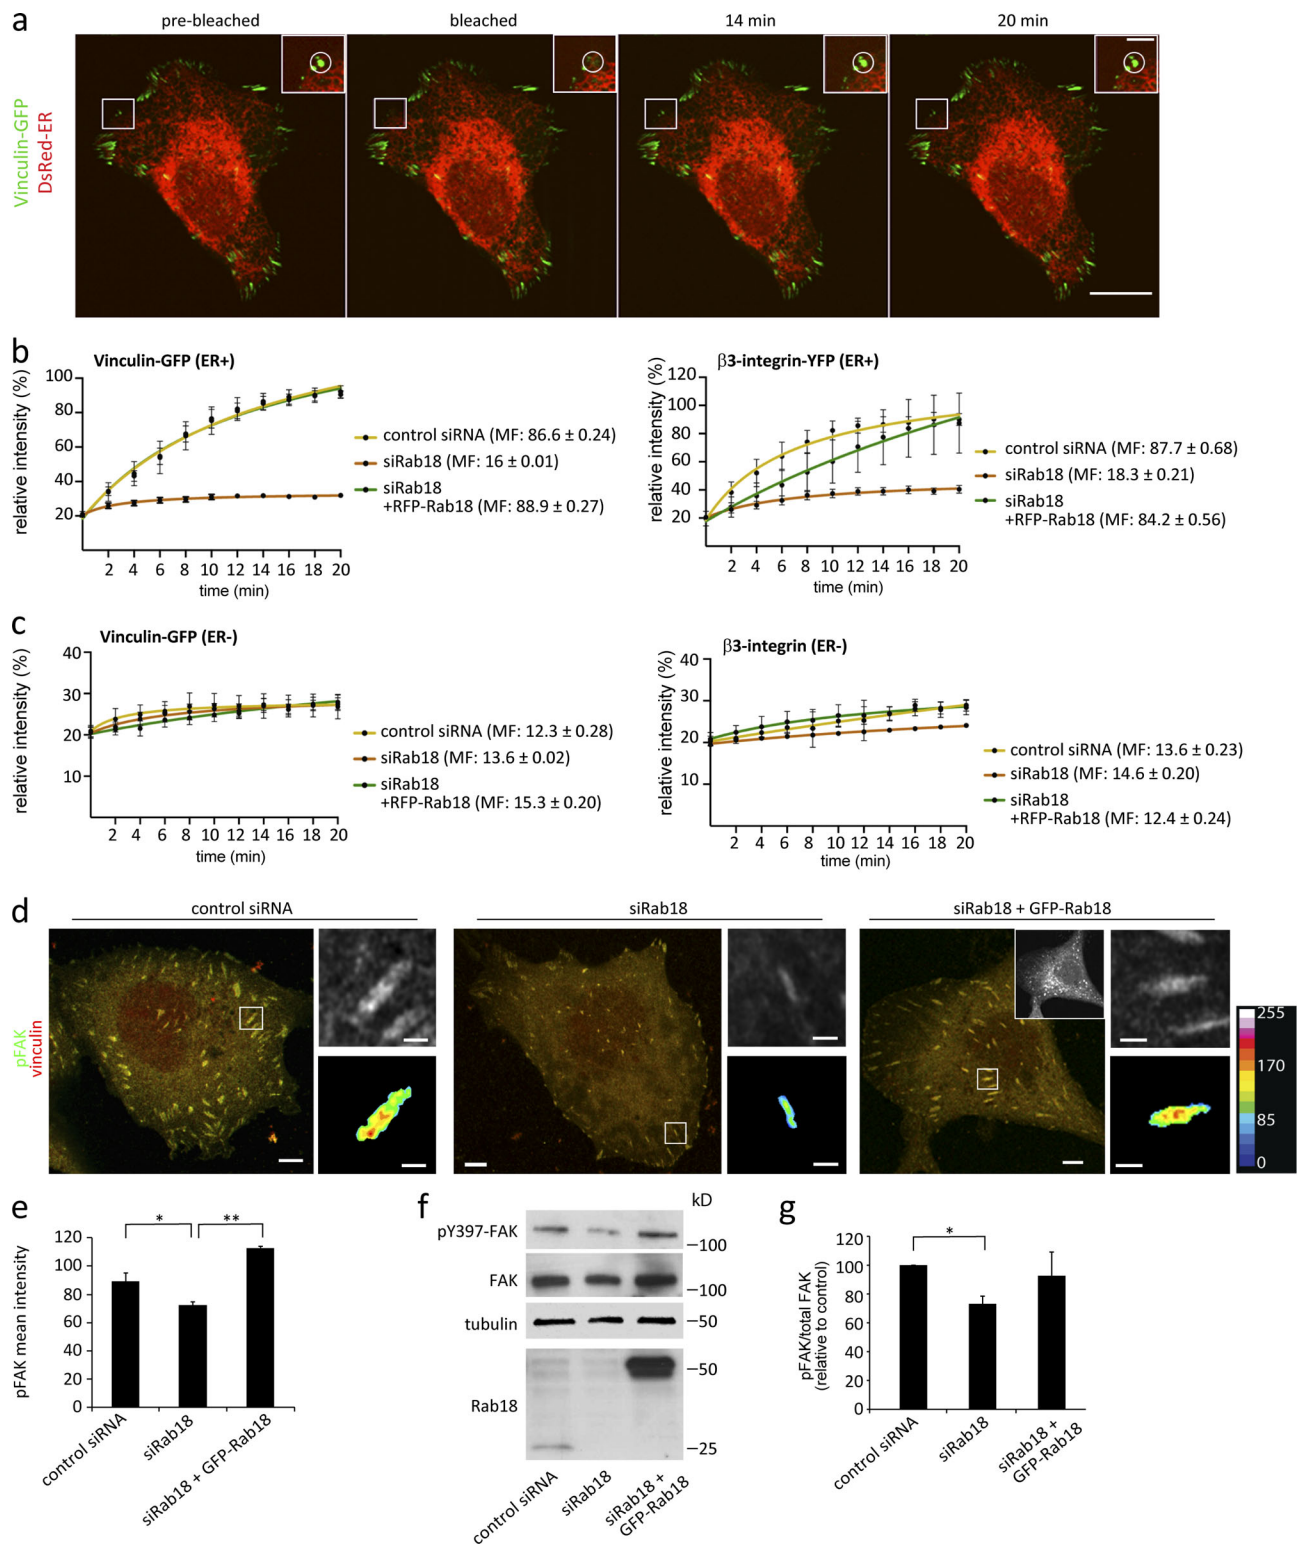 a
pre-bleached
bleached
14 min
20 min
Vinculin-GFP
DsRed-ER
b
Vinculin-GFP (ER+)
relative intensity (%)
100
80
60
40
20
2 4 6 8 10 12 14 16 18 20
time (min)
control siRNA (MF: 86.6 ± 0.24)
siRab18 (MF: 16 ± 0.01)
siRab18
+RFP-Rab18 (MF: 88.9 ± 0.27)
β3-integrin-YFP (ER+)
relative intensity (%)
120
100
80
60
40
20
2 4 6 8 10 12 14 16 18 20
time (min)
control siRNA (MF: 87.7 ± 0.68)
siRab18 (MF: 18.3 ± 0.21)
siRab18
+RFP-Rab18 (MF: 84.2 ± 0.56)
c
Vinculin-GFP (ER-)
relative intensity (%)
40
30
20
10
2 4 6 8 10 12 14 16 18 20
time (min)
control siRNA (MF: 12.3 ± 0.28)
siRab18 (MF: 13.6 ± 0.02)
siRab18
+RFP-Rab18 (MF: 15.3 ± 0.20)
β3-integrin (ER-)
relative intensity (%)
40
30
20
10
2 4 6 8 10 12 14 16 18 20
time (min)
control siRNA (MF: 13.6 ± 0.23)
siRab18 (MF: 14.6 ± 0.20)
siRab18
+RFP-Rab18 (MF: 12.4 ± 0.24)
d
control siRNA
siRab18
siRab18 + GFP-Rab18
pFAK
vinculin
255
170
85
0
e
pFAK mean intensity
120
100
80
60
40
20
0
*
**
control siRNA
siRab18
siRab18 + GFP-Rab18
f
kD
pY397-FAK
−100
FAK
−100
tubulin
−50
Rab18
−50
−25
control siRNA
siRab18
siRab18 +
GFP-Rab18
g
pFAK/total FAK
(relative to control)
120
100
80
60
40
20
0
*
control siRNA
siRab18
siRab18 +
GFP-Rab18